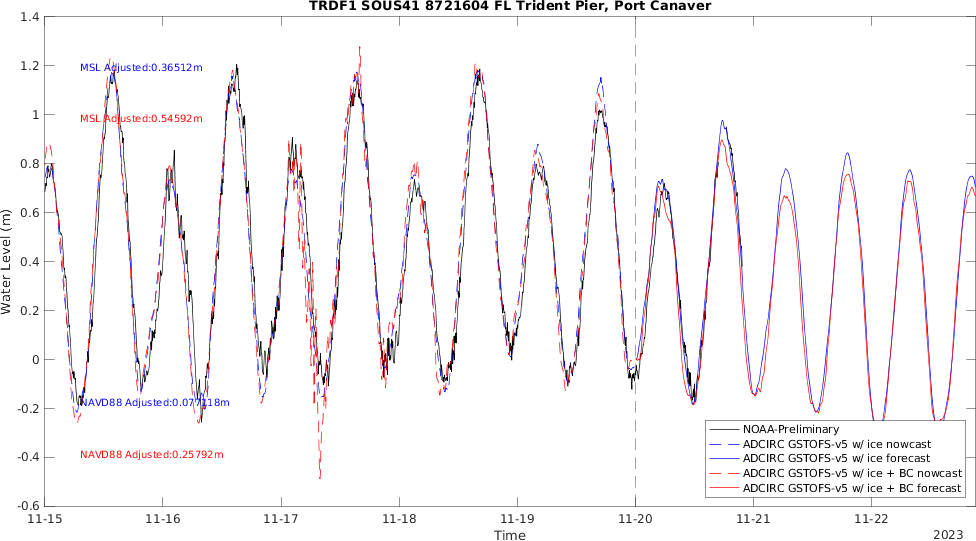 TRDF1 SOUS41 8721604 FL Trident Pier, Port Canaver
1.4
1.2
1
0.8
0.6
0.4
0.2
0
-0.2
-0.4
-0.6
Water Level (m)
MSL Adjusted:0.36512m
MSL Adjusted:0.54592m
NAVD88 Adjusted:0.077118m
NAVD88 Adjusted:0.25792m
NOAA-Preliminary
ADCIRC GSTOFS-v5 w/ ice nowcast
ADCIRC GSTOFS-v5 w/ ice forecast
ADCIRC GSTOFS-v5 w/ ice + BC nowcast
ADCIRC GSTOFS-v5 w/ ice + BC forecast
11-15 11-16 11-17 11-18 11-19 11-20 11-21 11-22
Time
2023